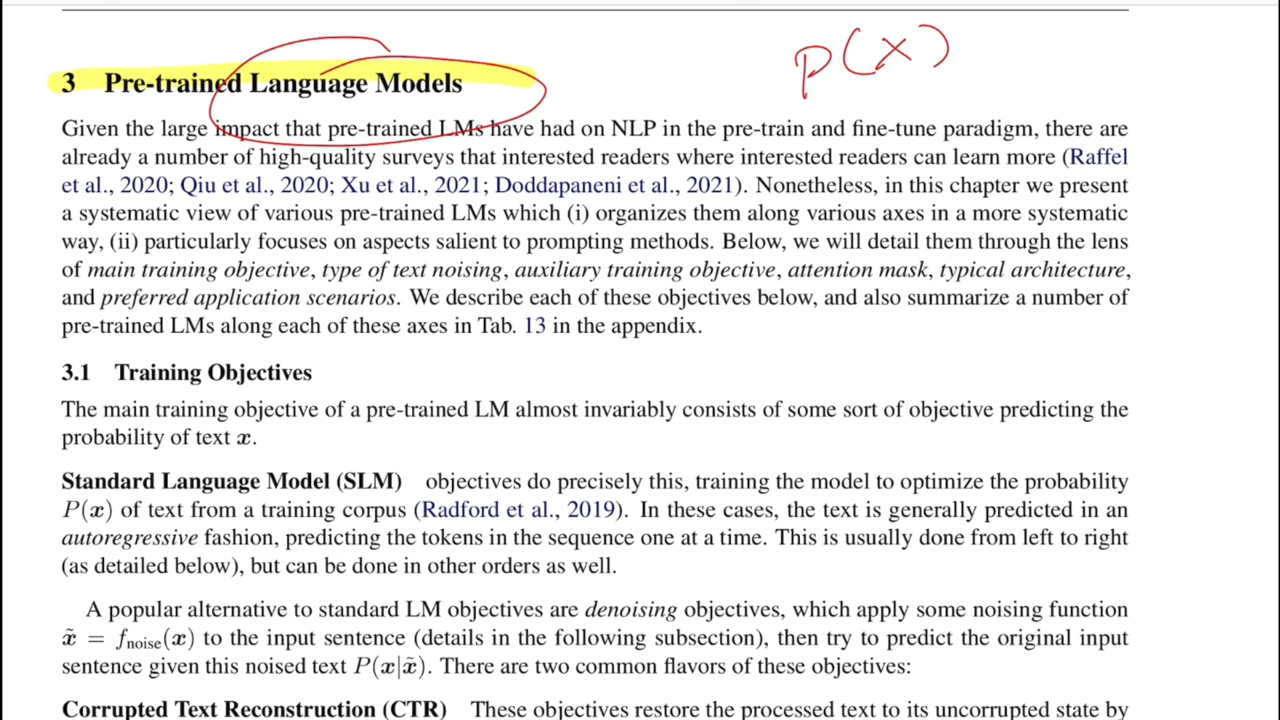 P(x)
3 Pre-trained Language Models
Given the large impact that pre-trained LMs have had on NLP in the pre-train and fine-tune paradigm, there are
already a number of high-quality surveys that interested readers where interested readers can learn more (Raffel
et al., 2020; Qiu et al., 2020; Xu et al., 2021; Doddapaneni et al., 2021). Nonetheless, in this chapter we present
a systematic view of various pre-trained LMs which (i) organizes them along various axes in a more systematic
way, (ii) particularly focuses on aspects salient to prompting methods. Below, we will detail them through the lens
of main training objective, type of text noising, auxiliary training objective, attention mask, typical architecture,
and preferred application scenarios. We describe each of these objectives below, and also summarize a number of
pre-trained LMs along each of these axes in Tab. 13 in the appendix.
3.1 Training Objectives
The main training objective of a pre-trained LM almost invariably consists of some sort of objective predicting the
probability of text x.
Standard Language Model (SLM) objectives do precisely this, training the model to optimize the probability
P(x) of text from a training corpus (Radford et al., 2019). In these cases, the text is generally predicted in an
autoregressive fashion, predicting the tokens in the sequence one at a time. This is usually done from left to right
(as detailed below), but can be done in other orders as well.
A popular alternative to standard LM objectives are denoising objectives, which apply some noising function
x̃ = fnoise(x) to the input sentence (details in the following subsection), then try to predict the original input
sentence given this noised text P(x|x̃). There are two common flavors of these objectives:
Corrupted Text Reconstruction (CTR) These objectives restore the processed text to its uncorrupted state by